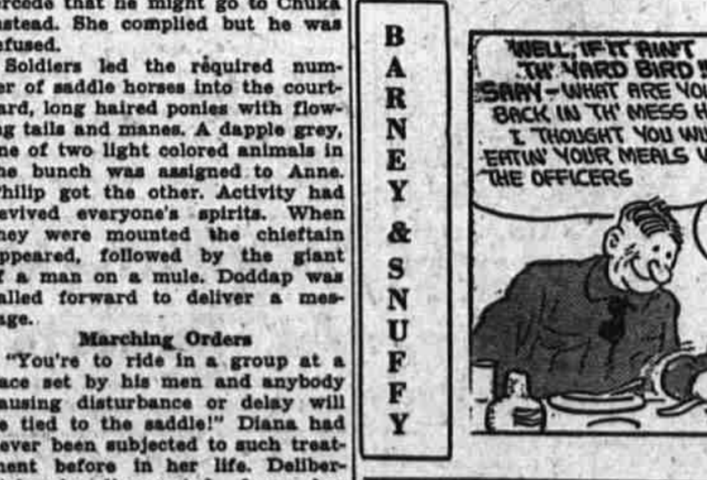 ercede that he might go to Chuka
nstead. She complied but he was
efused.
Soldiers led the required num-
er of saddle horses into the court-
ard, long haired ponies with flow-
ng tails and manes. A dapple grey,
ne of two light colored animals in
he bunch was assigned to Anne.
hilip got the other. Activity had
evived everyone's spirits. When
hey were mounted the chieftain
ppeared, followed by the giant
f a man on a mule. Doddap was
alled forward to deliver a mes-
age.
Marching Orders
"You're to ride in a group at a
ace set by his men and anybody
ausing disturbance or delay will
e tied to the saddle!" Diana had
ever been subjected to such treat-
ment before in her life. Deliber-
BARNEY & SNUFFY
WELL, IF IT AIN'T
TH' YARD BIRD!!
SAAY-WHAT ARE YOU
BACK IN TH' MESS H
I THOUGHT YOU WUZ
EATIN' YOUR MEALS W
THE OFFICERS